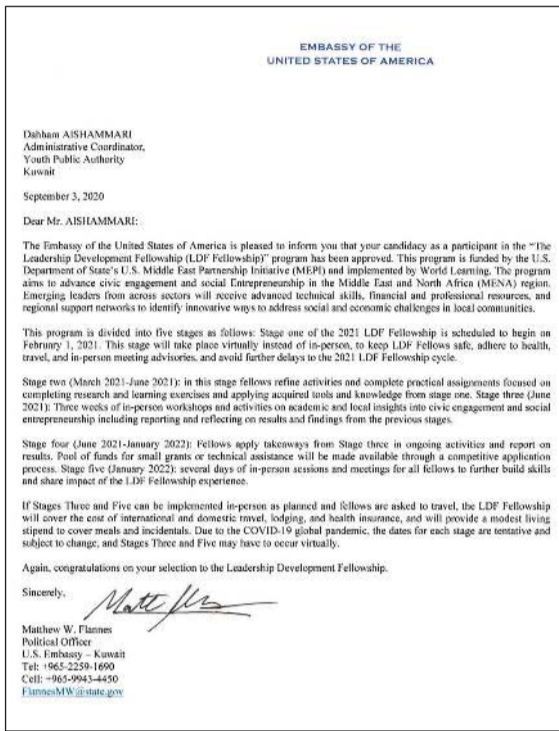 EMBASSY OF THE
UNITED STATES OF AMERICA
Dahham AlSHAMMARI
Administrative Coordinator,
Youth Public Authority
Kuwait
September 3, 2020
Dear Mr. AlSHAMMARI:
The Embassy of the United States of America is pleased to inform you that your candidacy as a participant in the "The
Leadership Development Fellowship (LDF Fellowship)" program has been approved. This program is funded by the U.S.
Department of State's U.S. Middle East Partnership Initiative (MEPI) and implemented by World Learning. The program
aims to advance civic engagement and social Entrepreneurship in the Middle East and North Africa (MENA) region.
Emerging leaders from across sectors will receive advanced technical skills, financial and professional resources, and
regional support networks to identify innovative ways to address social and economic challenges in local communities.
This program is divided into five stages as follows: Stage one of the 2021 LDF Fellowship is scheduled to begin on
February 1, 2021. This stage will take place virtually instead of in-person, to keep LDF Fellows safe, adhere to health,
travel, and in-person meeting advisories, and avoid further delays to the 2021 LDF Fellowship cycle.
Stage two (March 2021-June 2021): in this stage fellows refine activities and complete practical assignments focused on
completing research and learning exercises and applying acquired tools and knowledge from stage one. Stage three (June
2021): Three weeks of in-person workshops and activities on academic and local insights into civic engagement and social
entrepreneurship including reporting and reflecting on results and findings from the previous stages.
Stage four (June 2021-January 2022): Fellows apply takeaways from Stage three in ongoing activities and report on
results. Pool of funds for small grants or technical assistance will be made available through a competitive application
process. Stage five (January 2022): several days of in-person sessions and meetings for all fellows to further build skills
and share impact of the LDF Fellowship experience.
If Stages Three and Five can be implemented in-person as planned and fellows are asked to travel, the LDF Fellowship
will cover the cost of international and domestic travel, lodging, and health insurance, and will provide a modest living
stipend to cover meals and incidentals. Due to the COVID-19 global pandemic, the dates for each stage are tentative and
subject to change, and Stages Three and Five may have to occur virtually.
Again, congratulations on your selection to the Leadership Development Fellowship.
Sincerely,
Matthew W. Flannes
Political Officer
U.S. Embassy – Kuwait
Tel: +965-2259-1690
Cell: +965-9943-4450
FlannesMW@state.gov